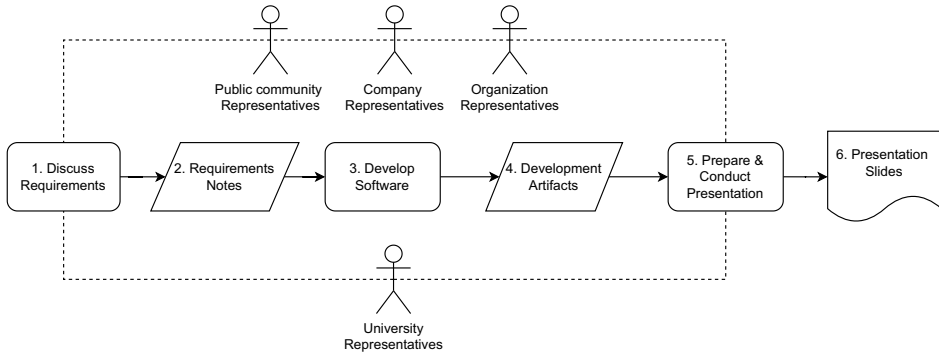 Public community
Representatives
Company
Representatives
Organization
Representatives
1. Discuss
Requirements
2. Requirements
Notes
3. Develop
Software
4. Development
Artifacts
5. Prepare &
Conduct
Presentation
6. Presentation
Slides
University
Representatives